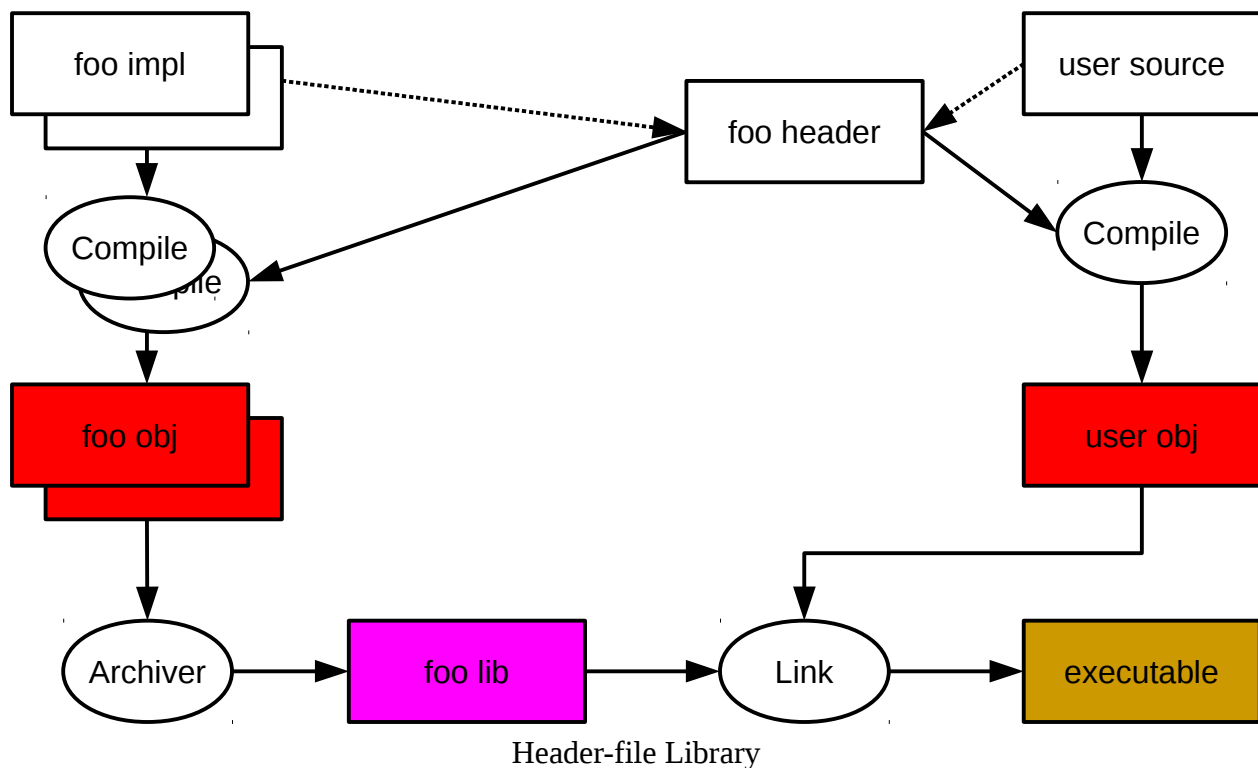 foo impl
user source
foo header
Compile
pile
Compile
foo obj
user obj
Archiver
foo lib
Link
executable
Header-file Library